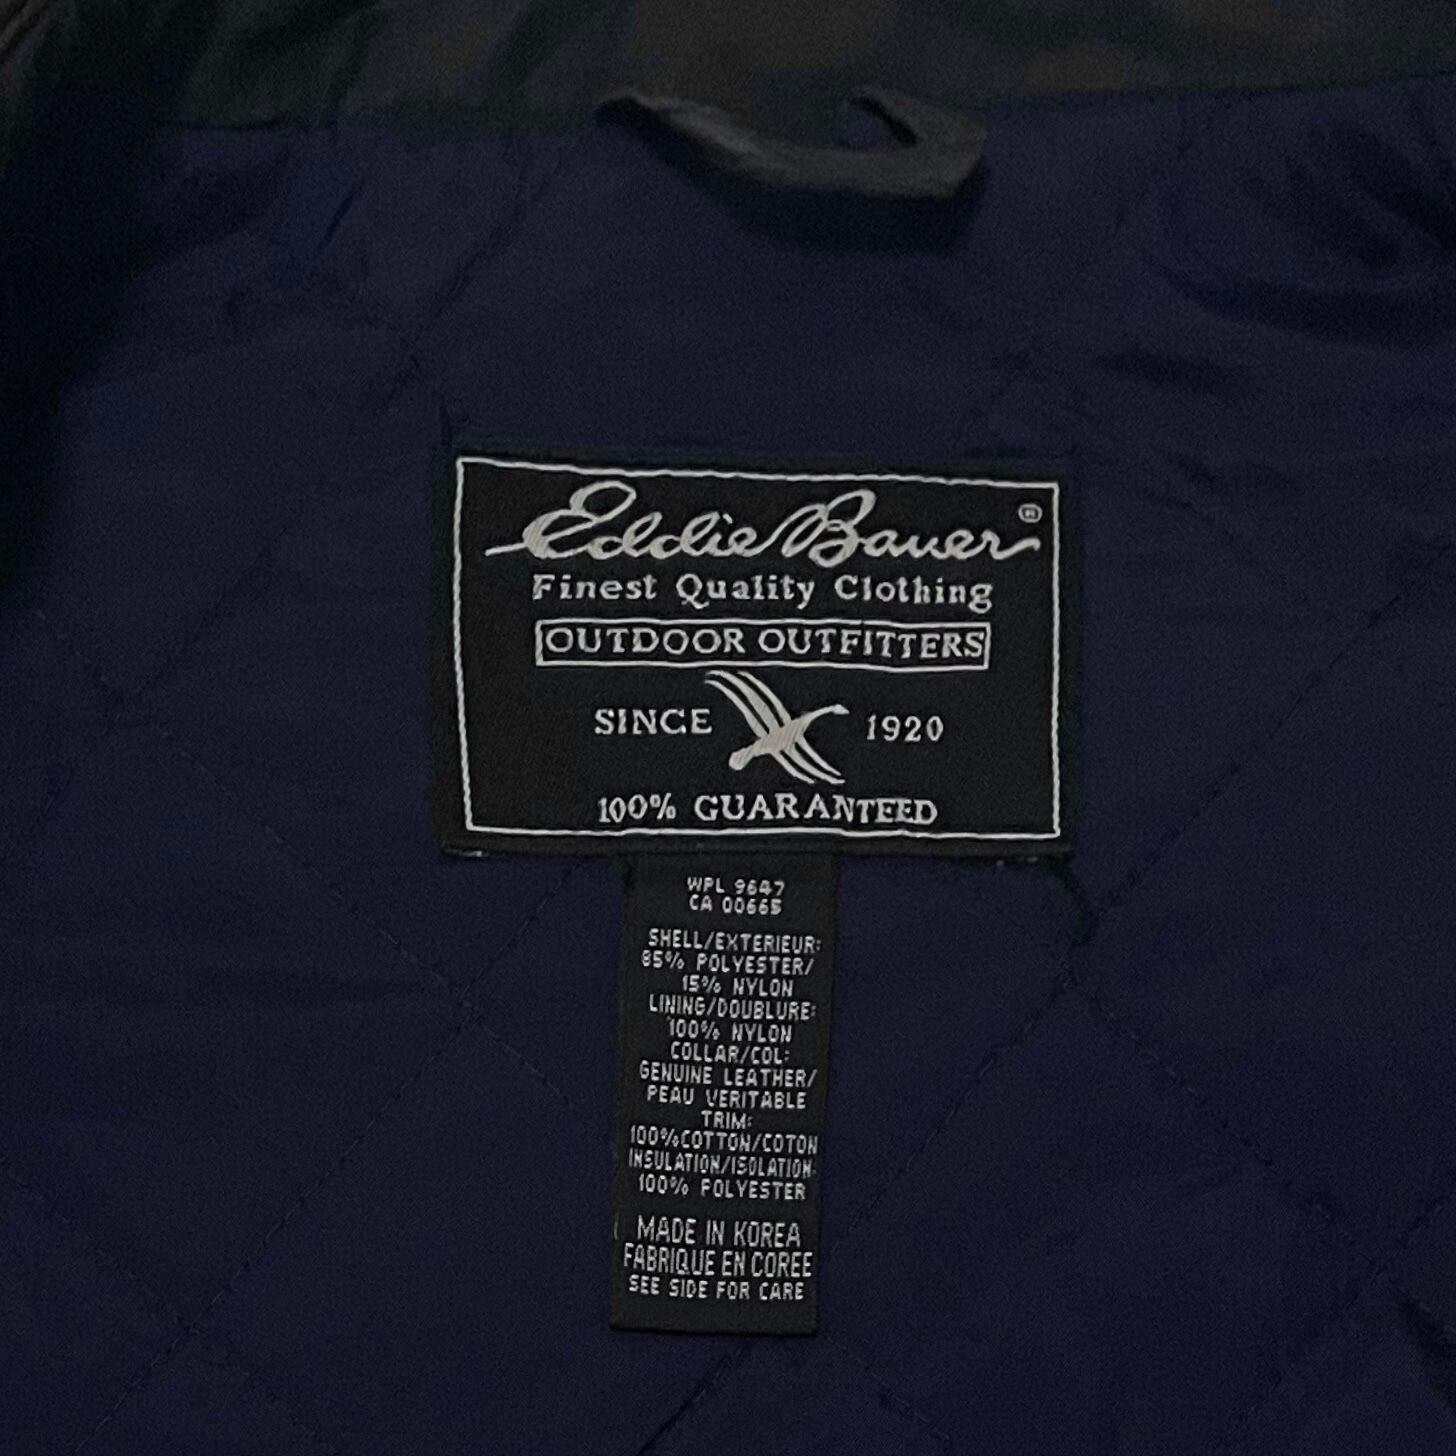 Eddie Bauer®
Finest Quality Clothing
OUTDOOR OUTFITTERS
SINCE 1920
100% GUARANTEED
WPL 9647
CA 00665
SHELL/EXTERIEUR:
85% POLYESTER/
15% NYLON
LINING/DOUBLURE:
100% NYLON
COLLAR/COL:
GENUINE LEATHER/
PEAU VERITABLE
TRIM:
100%COTTON/COTON
INSULATION/ISOLATION:
100% POLYESTER
MADE IN KOREA
FABRIQUE EN COREE
SEE SIDE FOR CARE